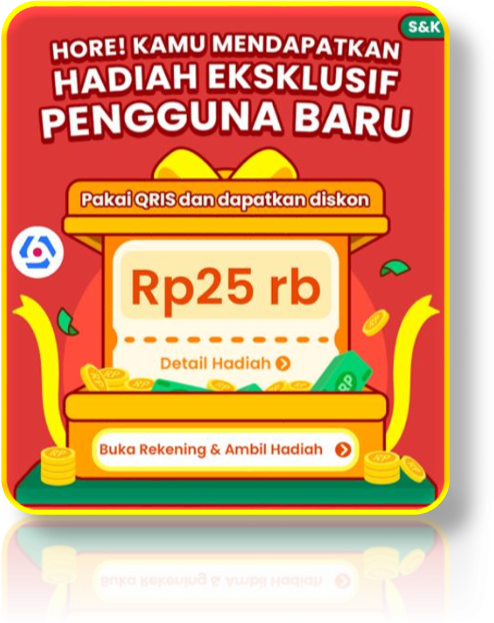 S&K
HORE! KAMU MENDAPATKAN
HADIAH EKSKLUSIF
PENGGUNA BARU
Pakai QRIS dan dapatkan diskon
Rp25 rb
Detail Hadiah
RP
Buka Rekening & Ambil Hadiah